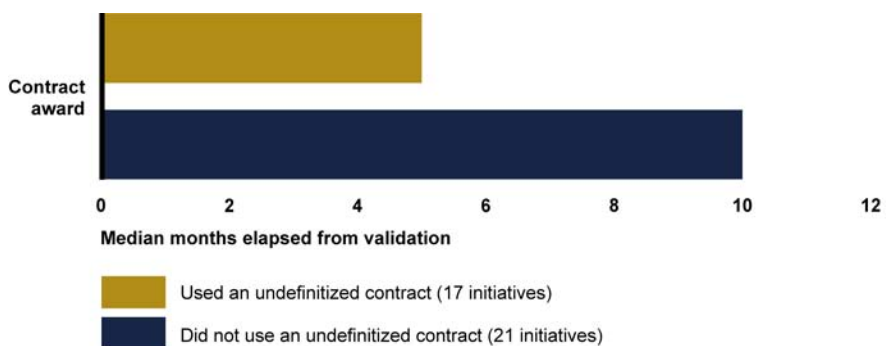 Contract
award
0 2 4 6 8 10 12
Median months elapsed from validation
Used an undefinitized contract (17 initiatives)
Did not use an undefinitized contract (21 initiatives)